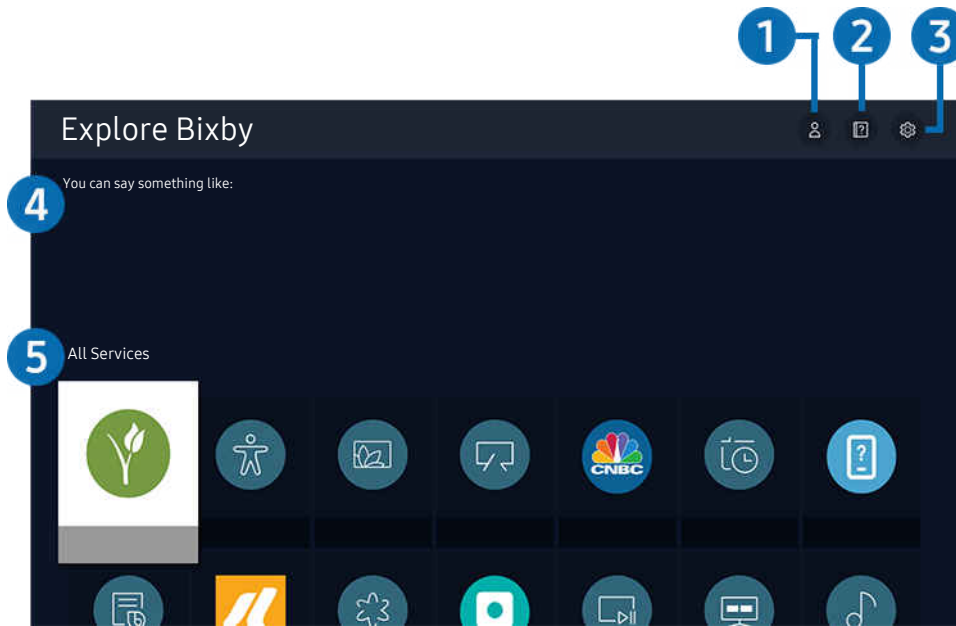 1 2 3
Explore Bixby
4
You can say something like:
5
All Services
CNBC